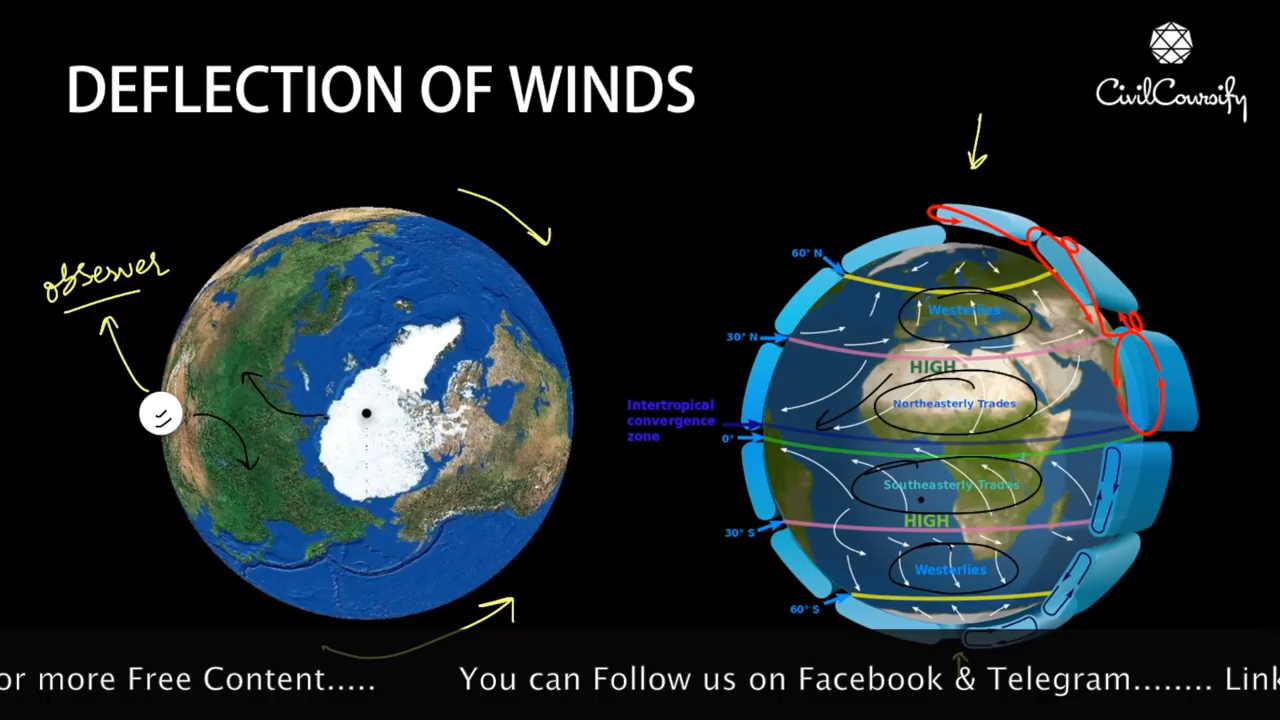 DEFLECTION OF WINDS
CivilCoursify
observer
60° N
Westerlies
30° N
HIGH
Northeasterly Trades
Intertropical
convergence
zone
0°
Southeasterly Trades
HIGH
30° S
Westerlies
60° S
or more Free Content..... You can Follow us on Facebook & Telegram........ Link